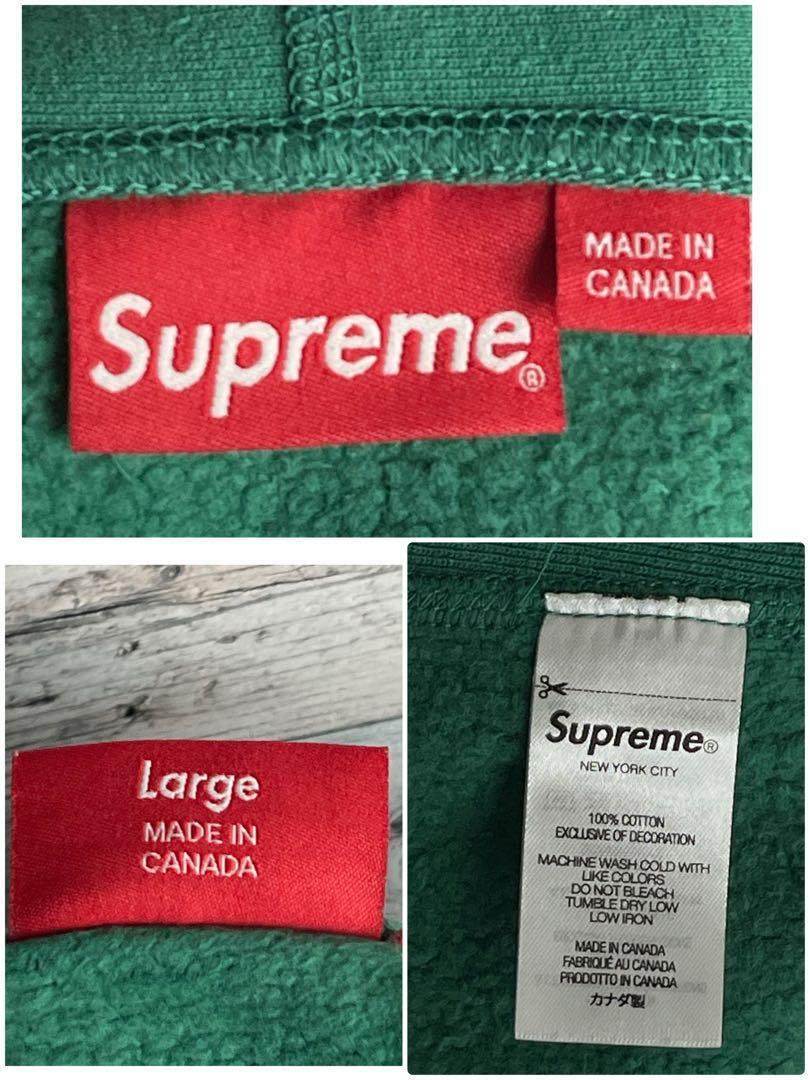 Supreme®
MADE IN
CANADA
Large
MADE IN
CANADA
Supreme®
NEW YORK CITY
100% COTTON
EXCLUSIVE OF DECORATION
MACHINE WASH COLD WITH
LIKE COLORS
DO NOT BLEACH
TUMBLE DRY LOW
LOW IRON
MADE IN CANADA
FABRIQUÉ AU CANADA
PRODOTTO IN CANADA
カナダ製